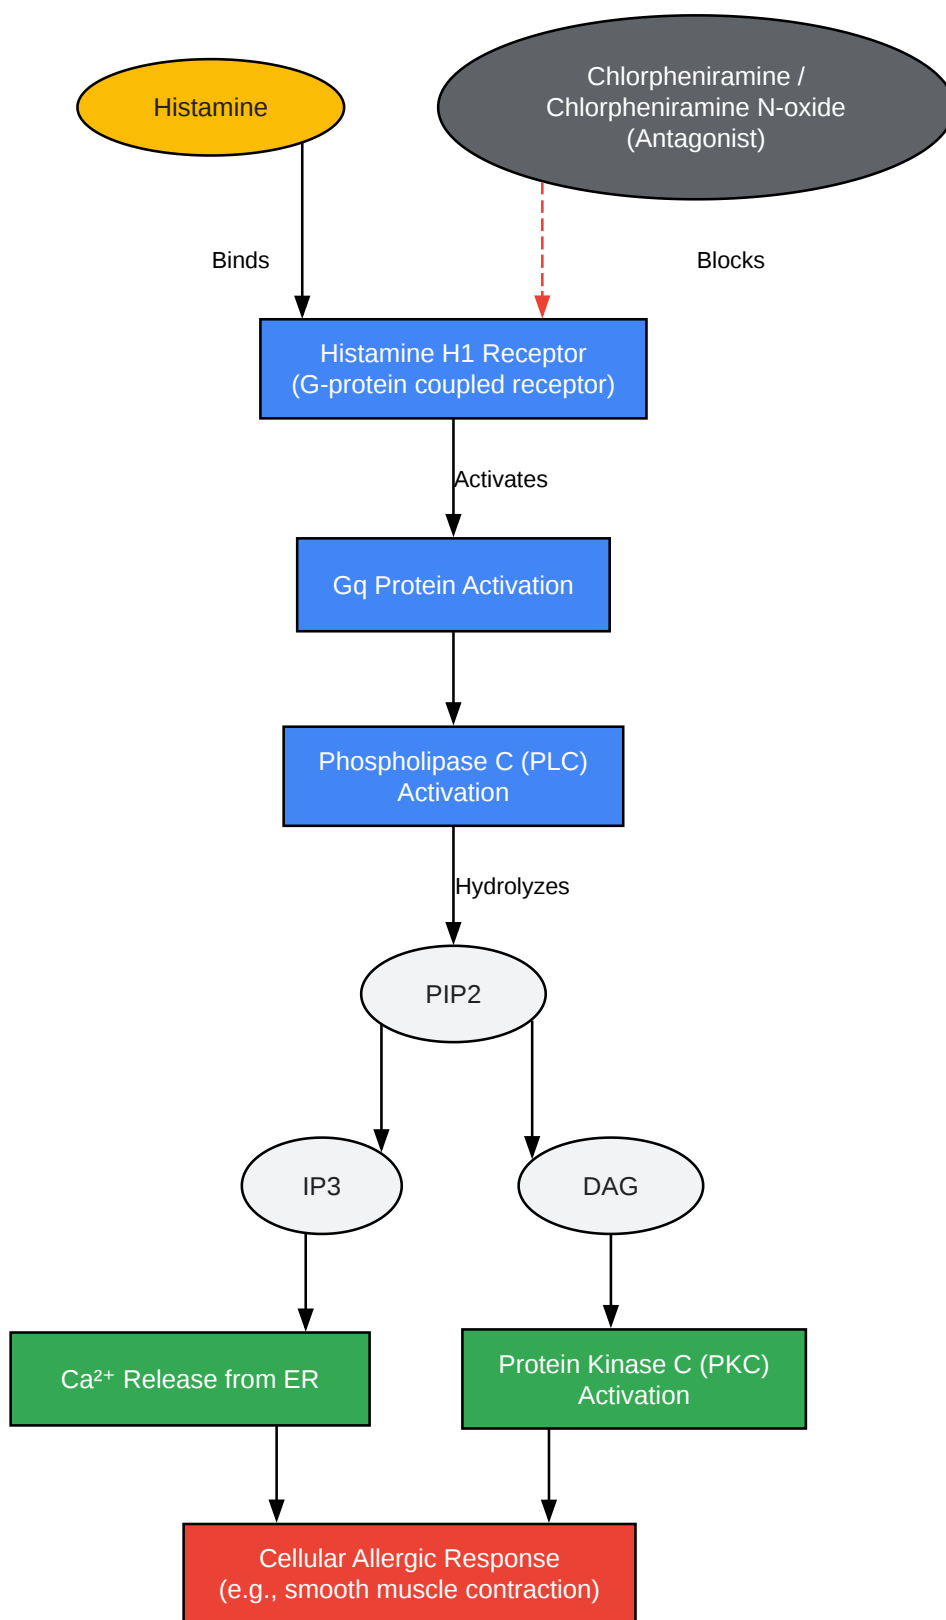 Histamine
Chlorpheniramine /
Chlorpheniramine N-oxide
(Antagonist)
Binds
Blocks
Histamine H1 Receptor
(G-protein coupled receptor)
Activates
Gq Protein Activation
Phospholipase C (PLC)
Activation
Hydrolyzes
PIP2
IP3
DAG
Ca²⁺ Release from ER
Protein Kinase C (PKC)
Activation
Cellular Allergic Response
(e.g., smooth muscle contraction)